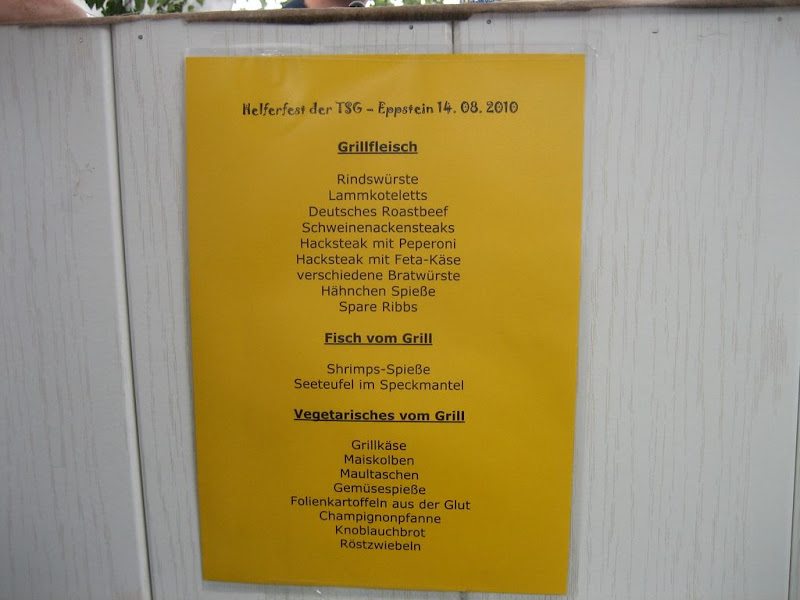 Helferfest der TSG – Eppstein 14. 08. 2010
Grillfleisch
Rindswürste
Lammkoteletts
Deutsches Roastbeef
Schweinenackensteaks
Hacksteak mit Peperoni
Hacksteak mit Feta-Käse
verschiedene Bratwürste
Hähnchen Spieße
Spare Ribbs
Fisch vom Grill
Shrimps-Spieße
Seeteufel im Speckmantel
Vegetarisches vom Grill
Grillkäse
Maiskolben
Maultaschen
Gemüsespieße
Folienkartoffeln aus der Glut
Champignonpfanne
Knoblauchbrot
Röstzwiebeln